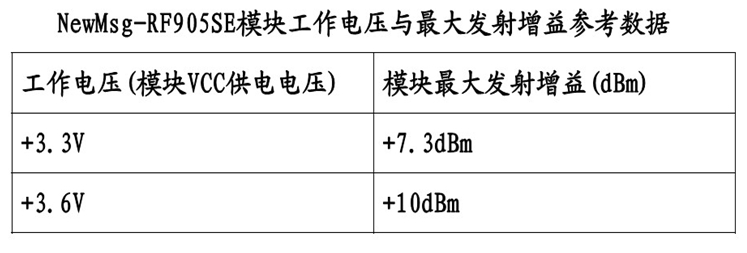 NewMsg-RF905SE模块工作电压与最大发射增益参考数据
工作电压(模块VCC供电电压) 模块最大发射增益(dBm)
+3.3V +7.3dBm
+3.6V +10dBm